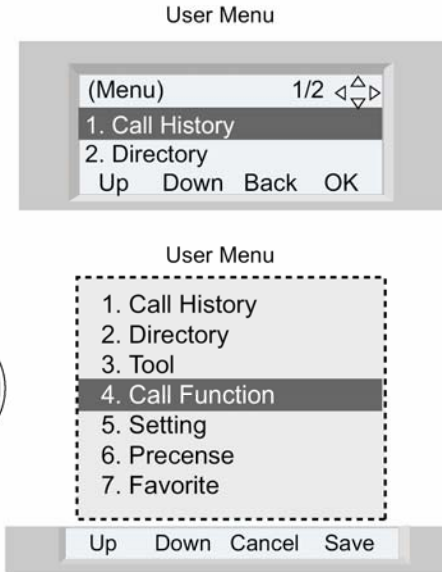 User Menu
(Menu) 1/2
1. Call History
2. Directory
Up Down Back OK
User Menu
1. Call History
2. Directory
3. Tool
4. Call Function
5. Setting
6. Precense
7. Favorite
Up Down Cancel Save